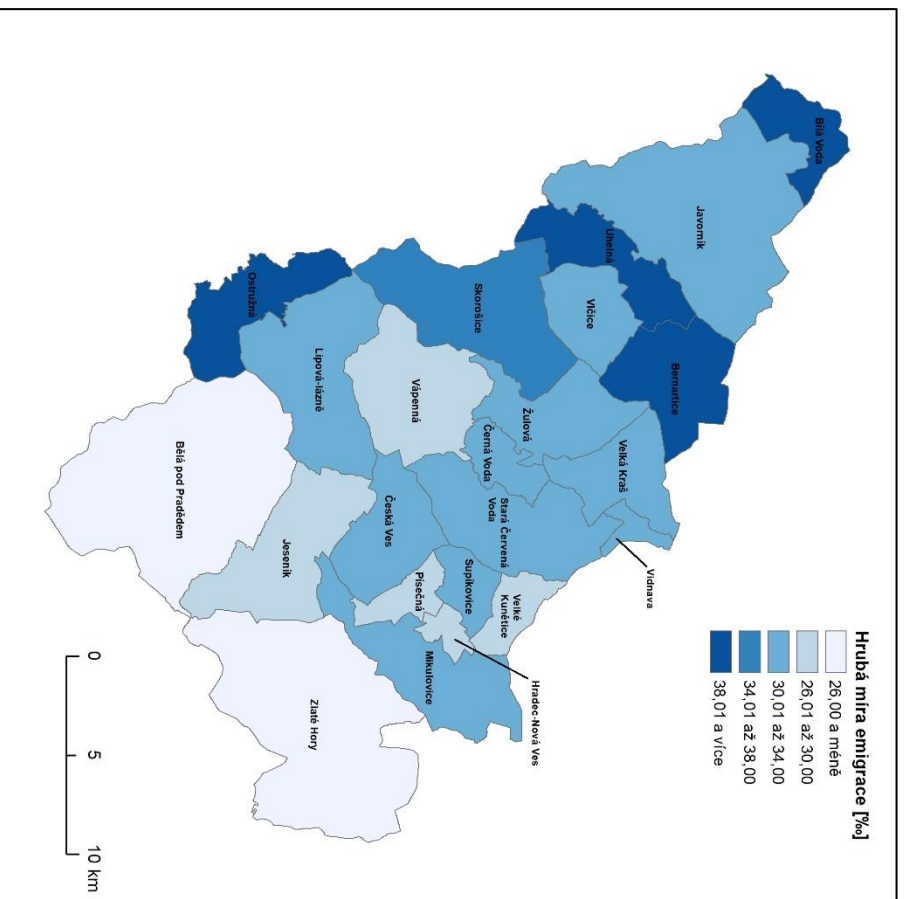 Bílá Voda
Javorník
Uhelná
Vlčice
Bernartice
Skorošice
Ostružná
Lipová-lázně
Vápenná
Žulová
Černá Voda
Velká Kraš
Vidnava
Stará Červená
Voda
Česká Ves
Supíkovice
Velké
Kunětice
Písečná
Hradec-Nová Ves
Mikulovice
Jeseník
Bělá pod Pradědem
Zlaté Hory
Hrubá míra emigrace [‰]
26,00 a méně
26,01 až 30,00
30,01 až 34,00
34,01 až 38,00
38,01 a více
0
5
10 km